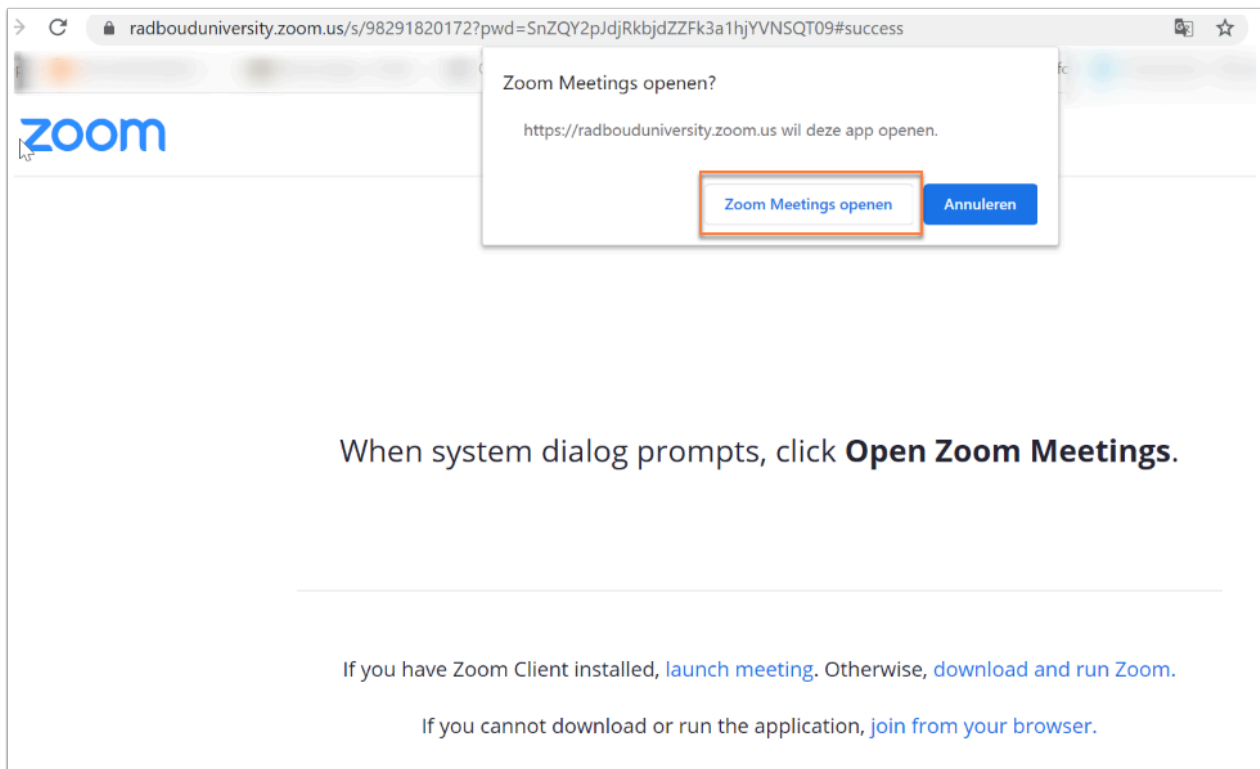 radbouduniversity.zoom.us/s/98291820172?pwd=SnZQY2pJdjRkbjdZZFk3a1hjYVNSQT09#success
Zoom Meetings openen?
https://radbouduniversity.zoom.us wil deze app openen.
Zoom Meetings openen Annuleren
zoom
When system dialog prompts, click Open Zoom Meetings.
If you have Zoom Client installed, launch meeting. Otherwise, download and run Zoom.
If you cannot download or run the application, join from your browser.